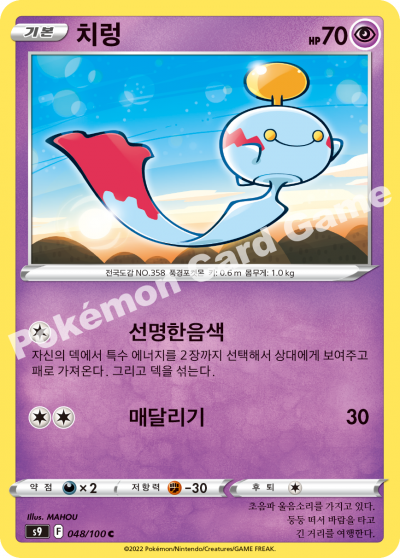 기본 치렁 HP 70
전국도감 NO.358 풍경포켓몬 키: 0.6 m 몸무게: 1.0 kg
선명한음색
자신의 덱에서 특수 에너지를 2장까지 선택해서 상대에게 보여주고
패로 가져온다. 그리고 덱을 섞는다.
매달리기 30
약점 ×2 저항력 -30 후퇴
Illus. MAHOU
s9 F 048/100 C
초음파 울음소리를 가지고 있다.
둥둥 떠서 바람을 타고
긴 거리를 여행한다.
©2022 Pokémon/Nintendo/Creatures/GAME FREAK.
Pokémon Card Game